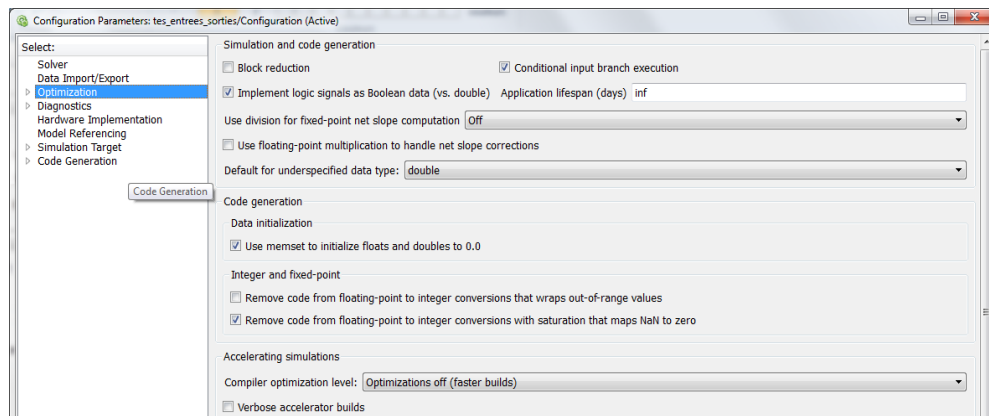 Configuration Parameters: tes_entrees_sorties/Configuration (Active)
Select:
Solver
Data Import/Export
Optimization
Diagnostics
Hardware Implementation
Model Referencing
Simulation Target
Code Generation
Code Generation
Simulation and code generation
Block reduction
Conditional input branch execution
Implement logic signals as Boolean data (vs. double)
Application lifespan (days) inf
Use division for fixed-point net slope computation Off
Use floating-point multiplication to handle net slope corrections
Default for underspecified data type: double
Code generation
Data initialization
Use memset to initialize floats and doubles to 0.0
Integer and fixed-point
Remove code from floating-point to integer conversions that wraps out-of-range values
Remove code from floating-point to integer conversions with saturation that maps NaN to zero
Accelerating simulations
Compiler optimization level: Optimizations off (faster builds)
Verbose accelerator builds